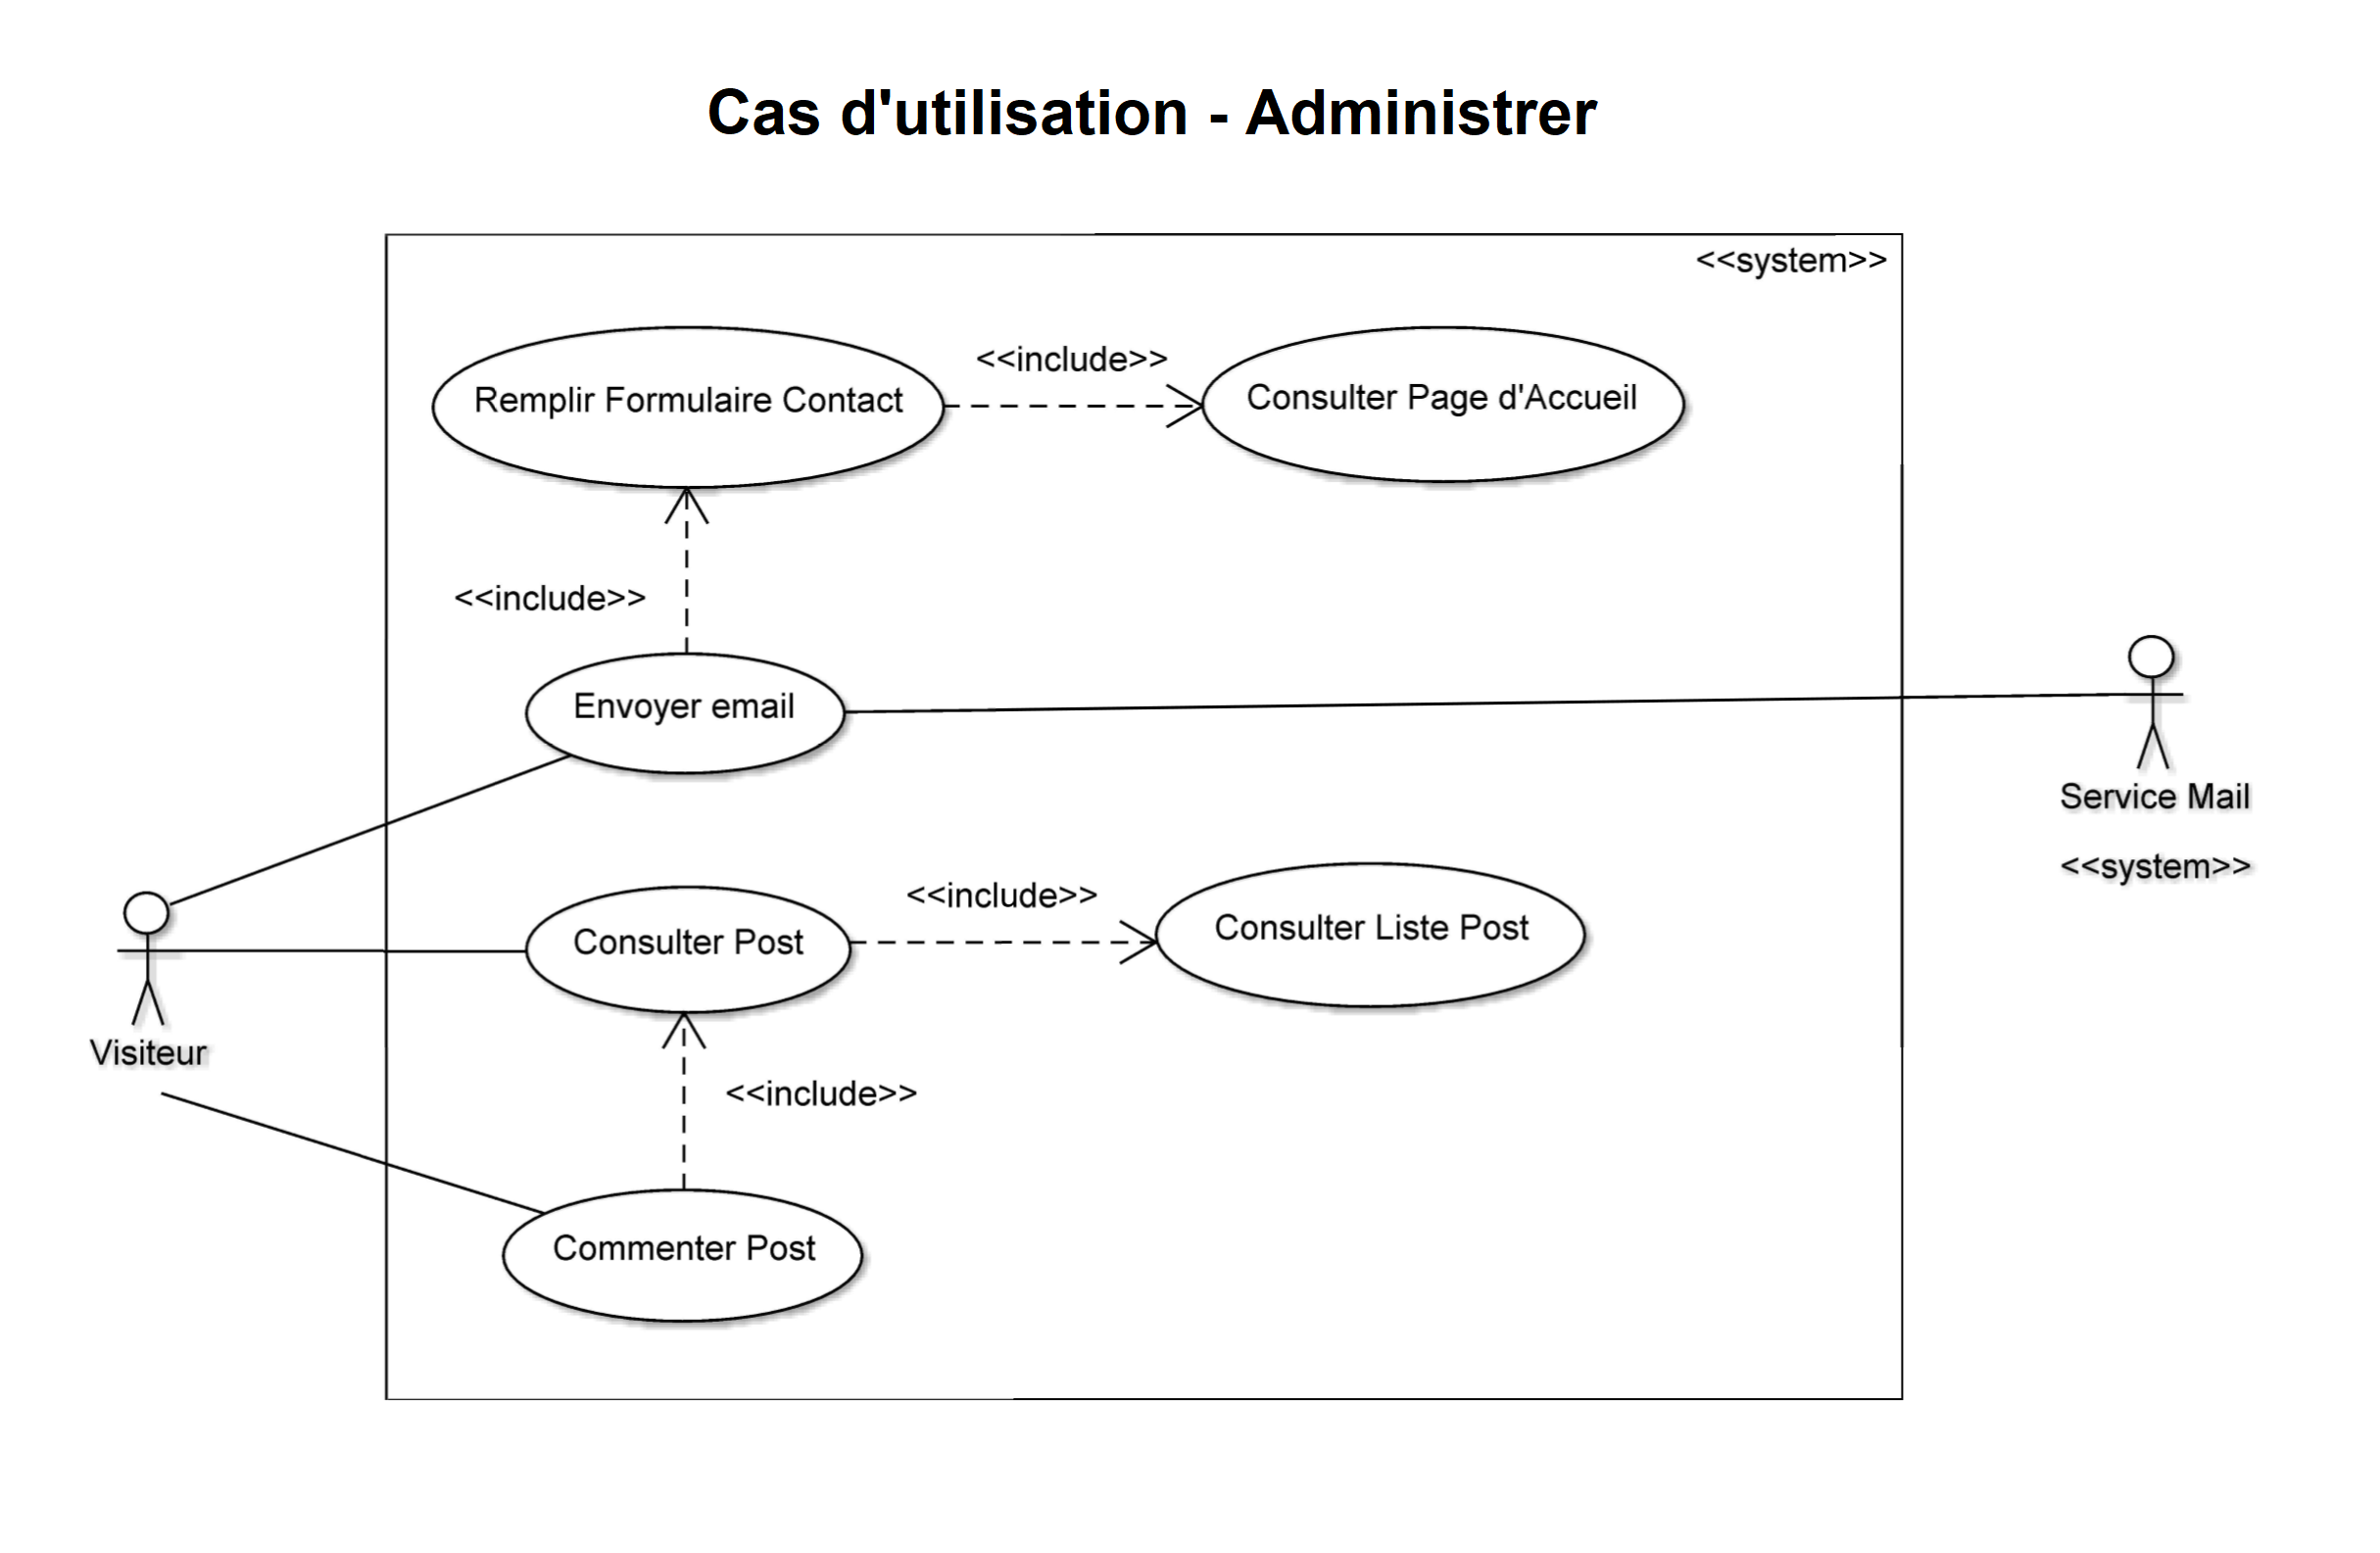 Cas d'utilisation - Administrer
<<system>>
<<include>>
Remplir Formulaire Contact
Consulter Page d'Accueil
<<include>>
Envoyer email
Service Mail
<<system>>
<<include>>
Consulter Post
Consulter Liste Post
Visiteur
<<include>>
Commenter Post